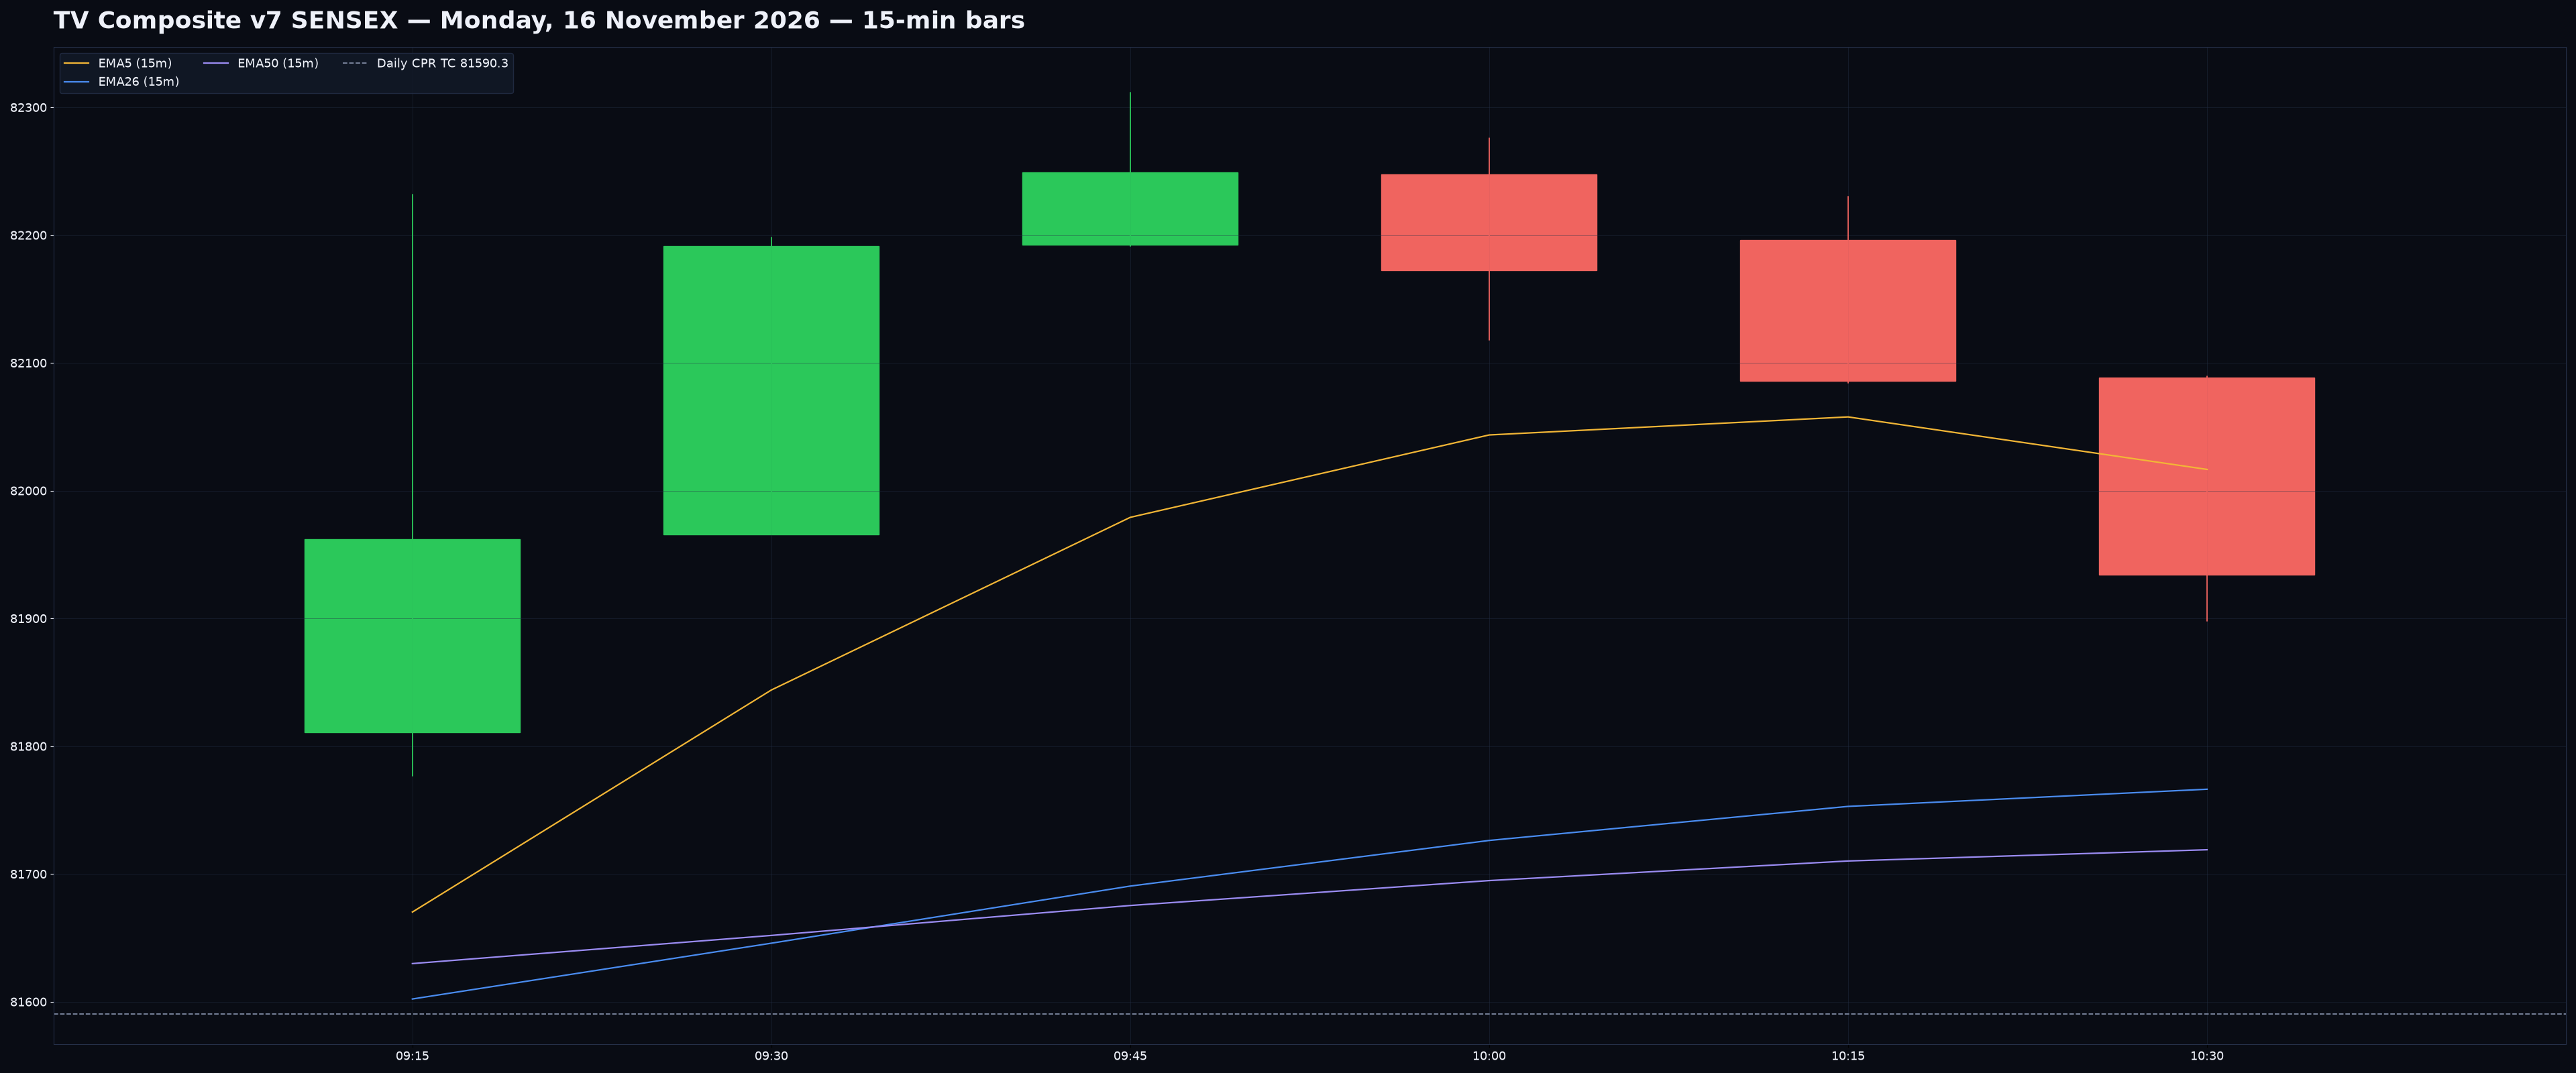 TV Composite v7 SENSEX — Monday, 16 November 2026 — 15-min bars
EMA5 (15m) EMA50 (15m) Daily CPR TC 81590.3
EMA26 (15m)
82300
82200
82100
82000
81900
81800
81700
81600
09:15 09:30 09:45 10:00 10:15 10:30